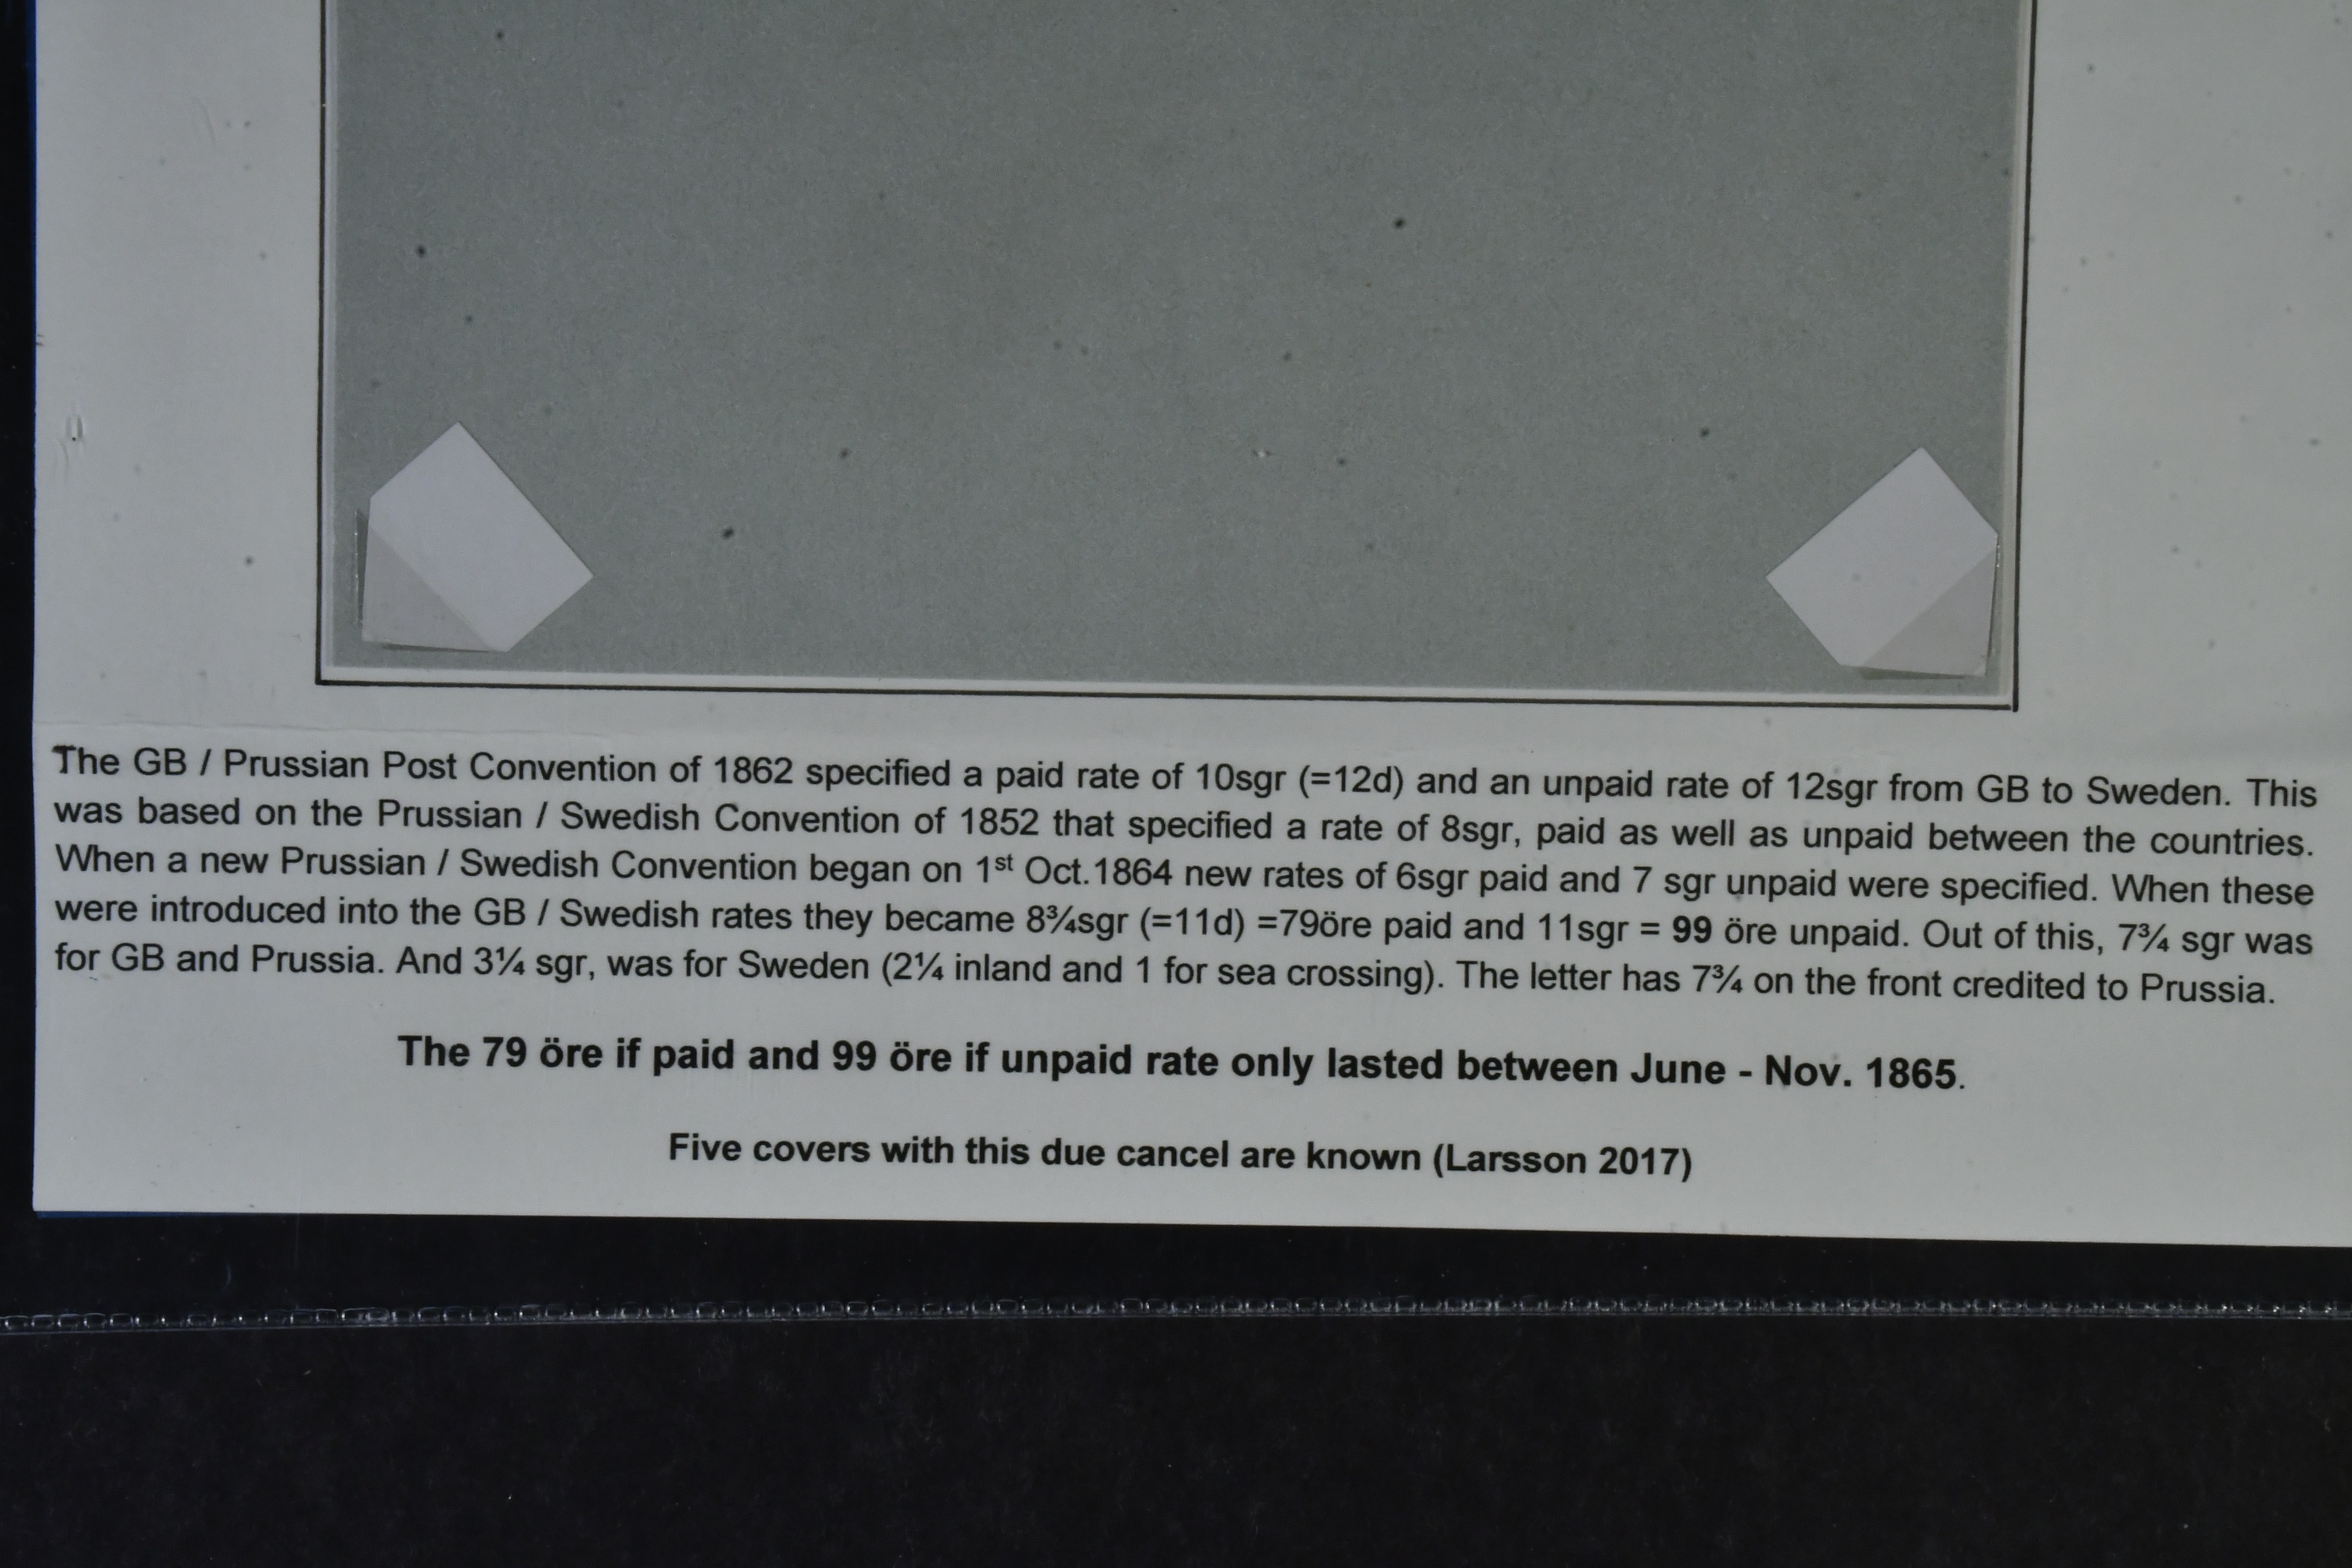 The GB / Prussian Post Convention of 1862 specified a paid rate of 10sgr (=12d) and an unpaid rate of 12sgr from GB to Sweden. This
was based on the Prussian / Swedish Convention of 1852 that specified a rate of 8sgr, paid as well as unpaid between the countries.
When a new Prussian / Swedish Convention began on 1st Oct.1864 new rates of 6sgr paid and 7 sgr unpaid were specified. When these
were introduced into the GB / Swedish rates they became 8¾sgr (=11d) =79öre paid and 11sgr = 99 öre unpaid. Out of this, 7¾ sgr was
for GB and Prussia. And 3¼ sgr, was for Sweden (2¼ inland and 1 for sea crossing). The letter has 7¾ on the front credited to Prussia.
The 79 öre if paid and 99 öre if unpaid rate only lasted between June - Nov. 1865.
Five covers with this due cancel are known (Larsson 2017)